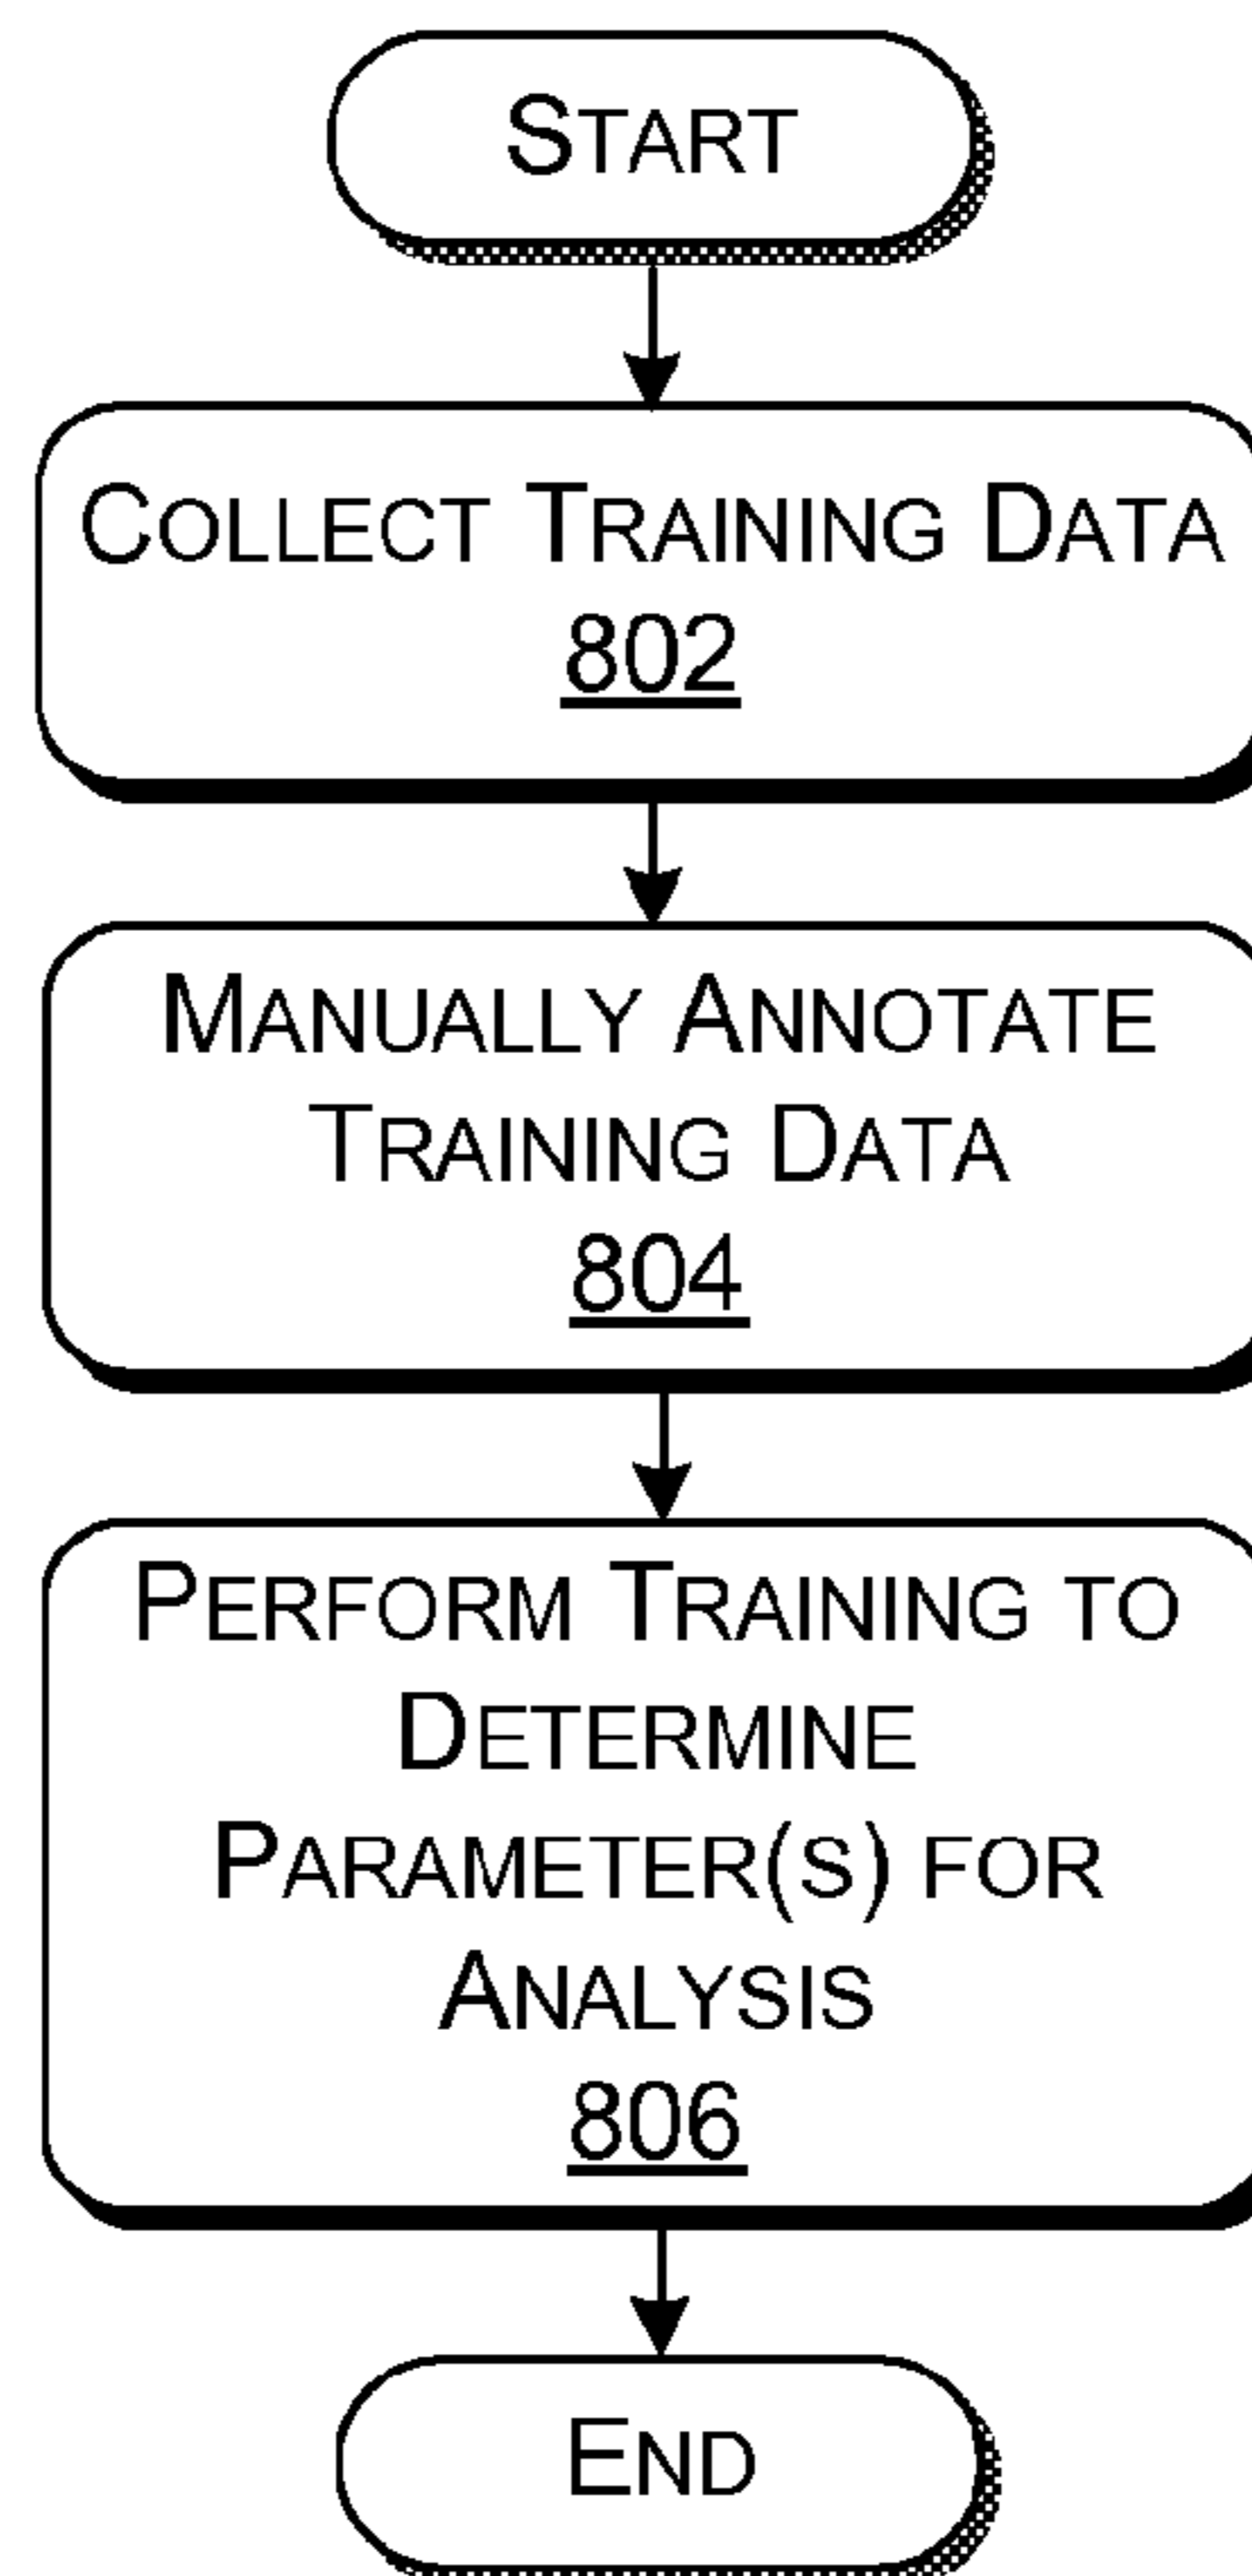 START
COLLECT TRAINING DATA
802
MANUALLY ANNOTATE
TRAINING DATA
804
PERFORM TRAINING TO
DETERMINE
PARAMETER(S) FOR
ANALYSIS
806
END